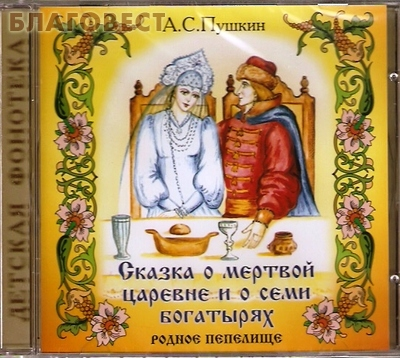 БЛАГОВЕСТ
А.С.Пушкин
ДЕТСКАЯ ФОНОТЕКА
Сказка о мертвой
царевне и о семи
богатырях
РОДНОЕ ПЕПЕЛИЩЕ